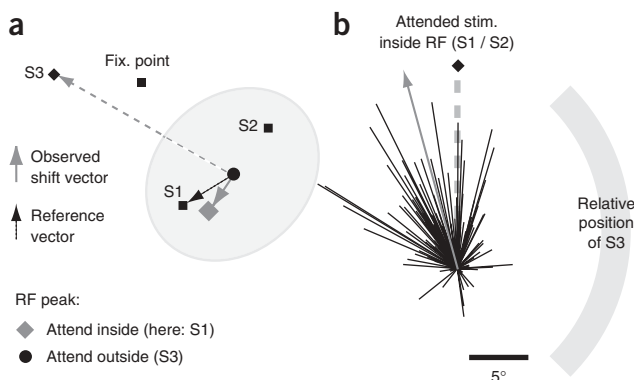 a
Fix. point
S3
S2
S1
Observed
shift vector
Reference
vector
RF peak:
Attend inside (here: S1)
Attend outside (S3)
b
Attended stim.
inside RF (S1 / S2)
Relative
position
of S3
5°